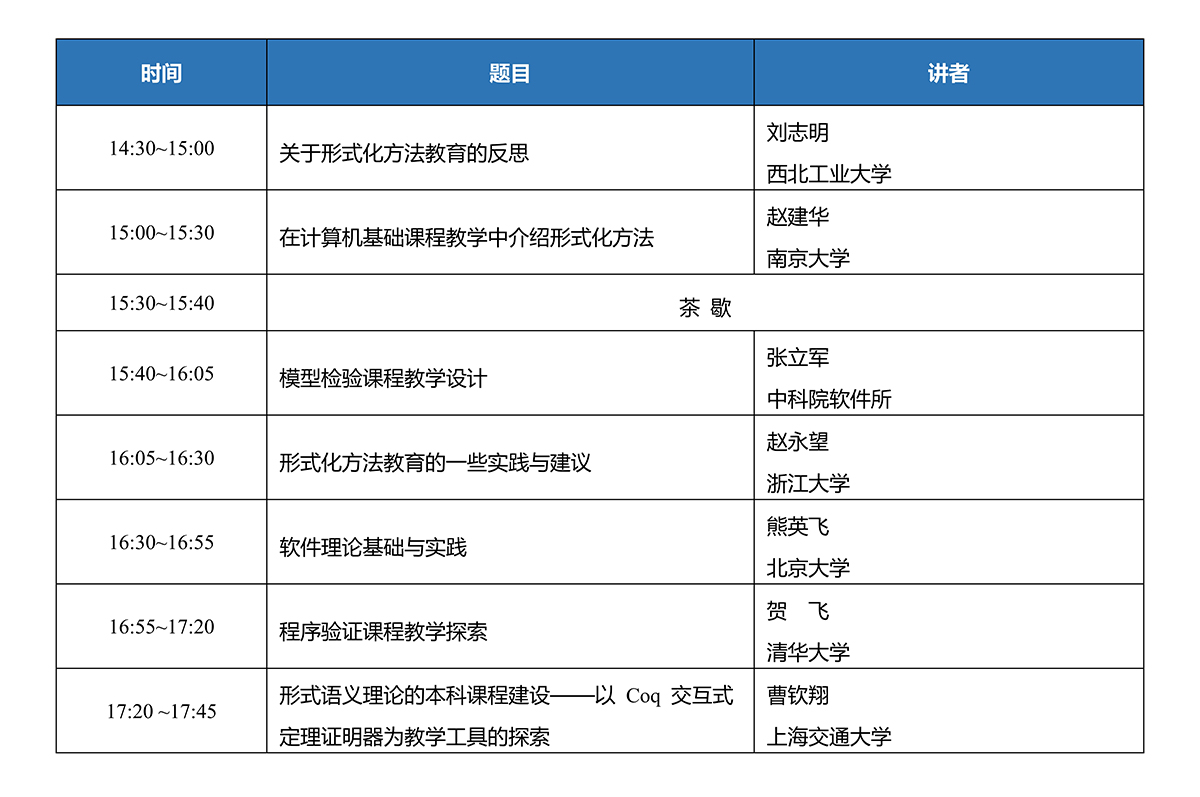 时间 题目 讲者
14:30~15:00 关于形式化方法教育的反思 刘志明
西北工业大学
15:00~15:30 在计算机基础课程教学中介绍形式化方法 赵建华
南京大学
15:30~15:40 茶 歇
15:40~16:05 模型检验课程教学设计 张立军
中科院软件所
16:05~16:30 形式化方法教育的一些实践与建议 赵永望
浙江大学
16:30~16:55 软件理论基础与实践 熊英飞
北京大学
16:55~17:20 程序验证课程教学探索 贺　飞
清华大学
17:20 ~17:45 形式语义理论的本科课程建设——以 Coq 交互式 曹钦翔
定理证明器为教学工具的探索 上海交通大学